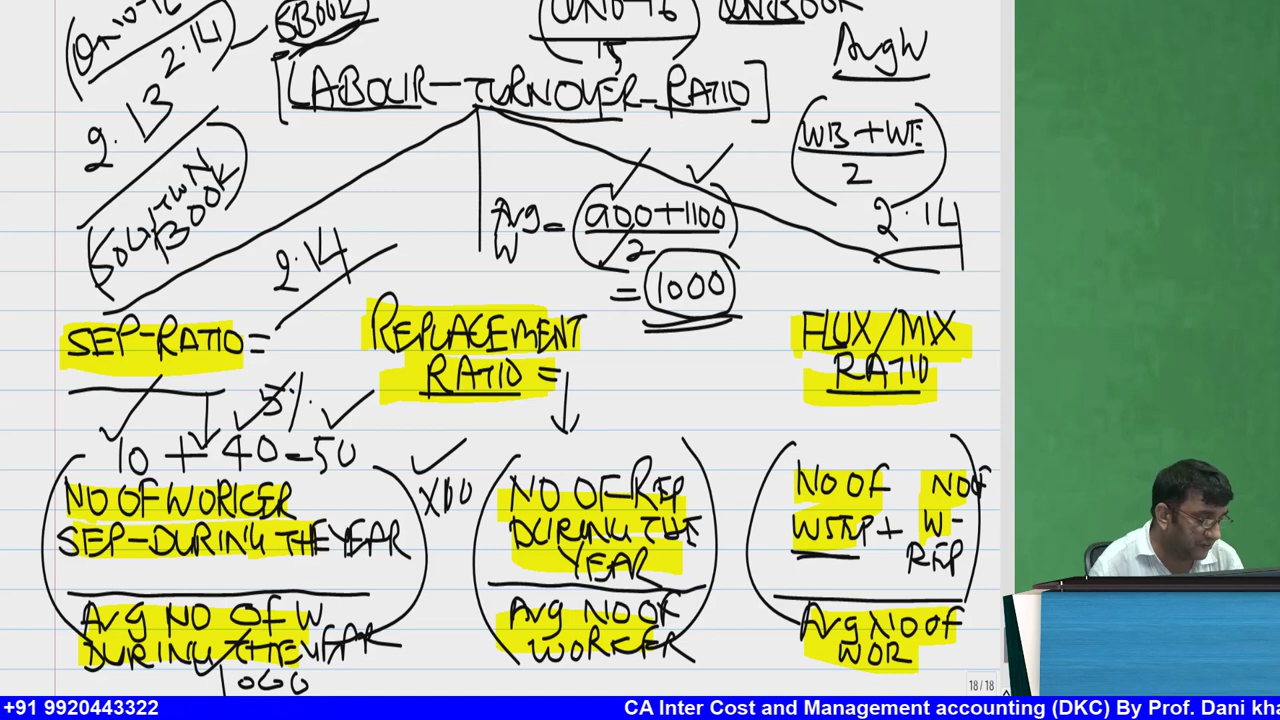 2.14
BOOK
15
Avg W
[LABOUR-TURNOVER-RATIO]
2.13
WB + WE
2
2.14
Avg W = 900+1100
2
= 1000
2.14
SEP-RATIO =
REPLACEMENT
RATIO =
FLUX/MIX
RATIO
5%
10 + 40 = 50
NO OF WORKER
SEP-DURING THE YEAR
Avg NO OF W
DURING THE YEAR
1000
X100
NO OF-REP
DURING THE
YEAR
Avg NO OF
WORKER
NO OF
WSEP +
NOOF
W-
REP
Avg NO OF
WOR
18 / 18
+91 9920443322
CA Inter Cost and Management accounting (DKC) By Prof. Dani kha